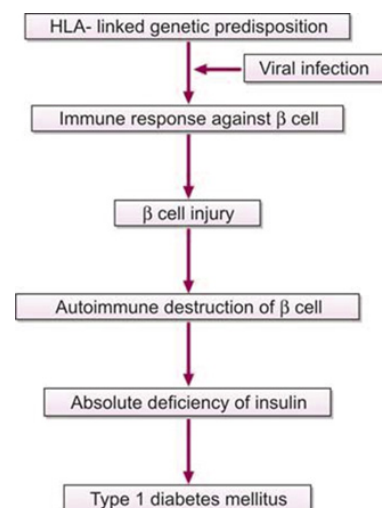 HLA- linked genetic predisposition
Viral infection
Immune response against β cell
β cell injury
Autoimmune destruction of β cell
Absolute deficiency of insulin
Type 1 diabetes mellitus